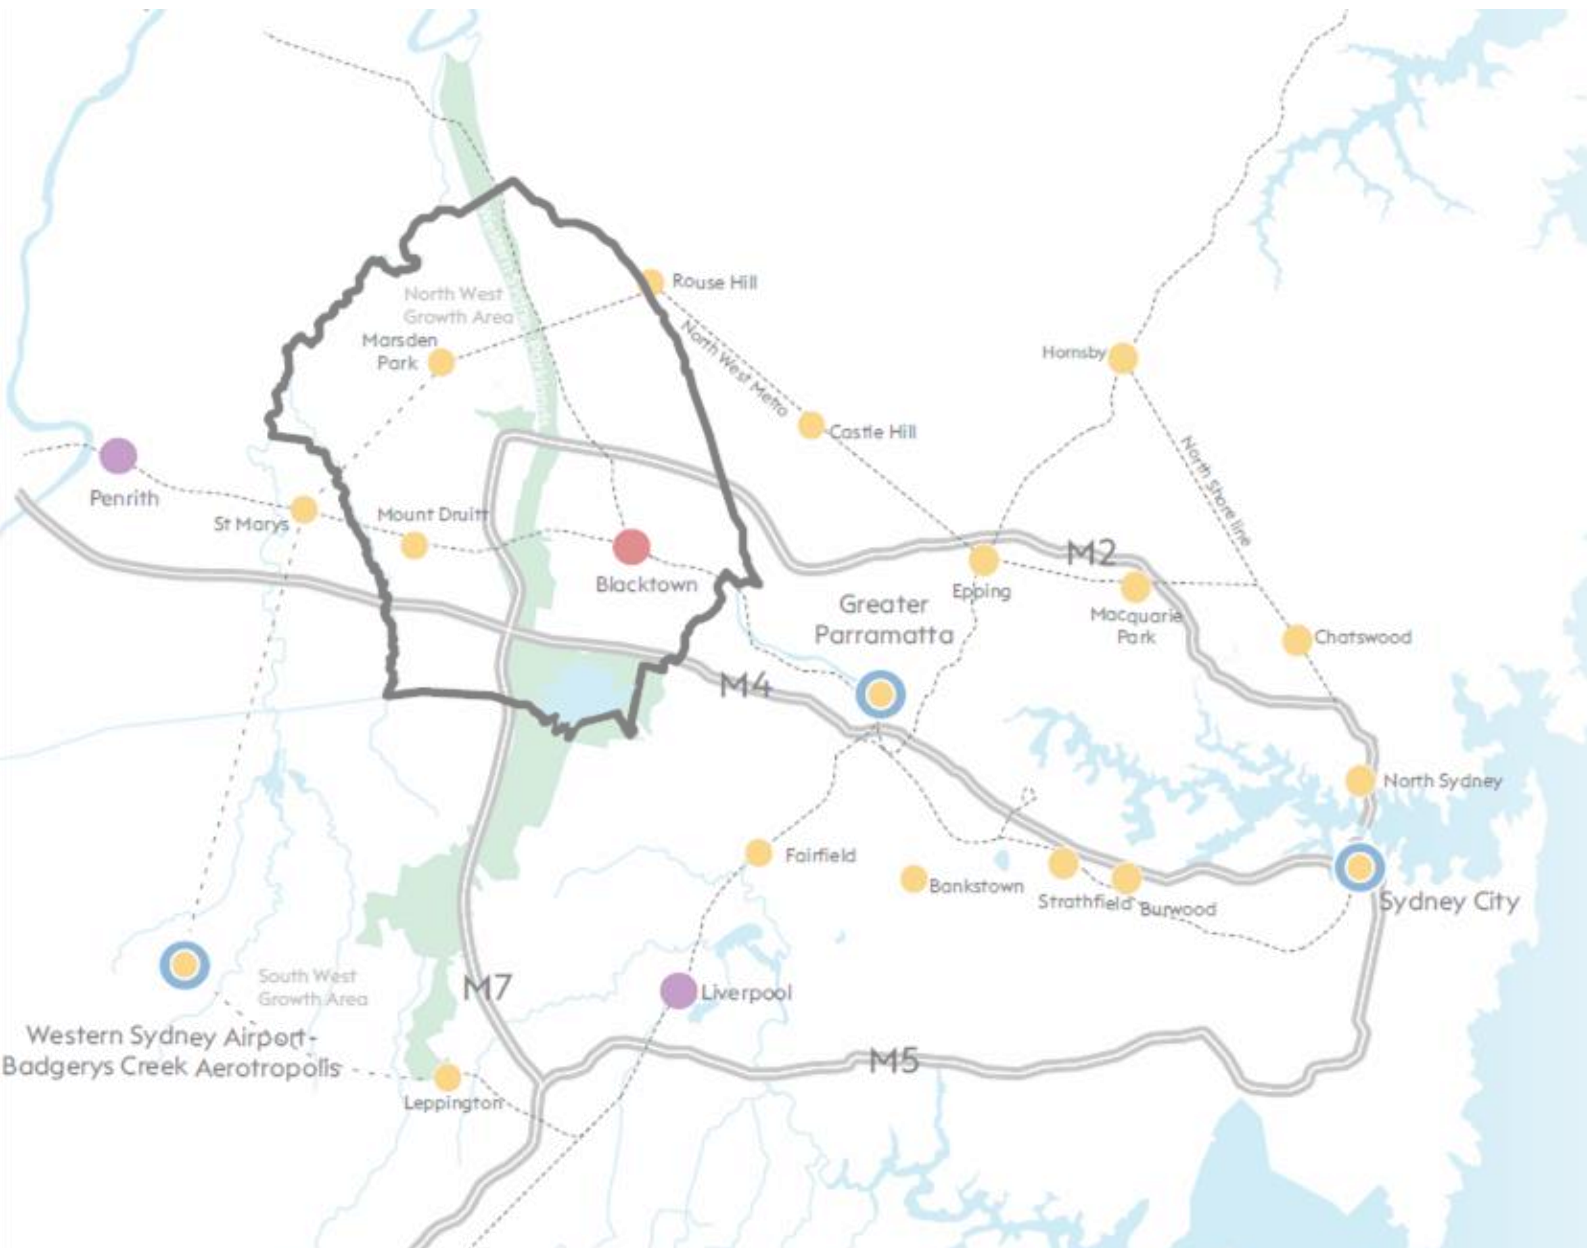 Rouse Hill
North West
Growth Area
Marsden
Park
North West Metro
Hornsby
Castle Hill
North Shore line
Penrith
St Marys
Mount Druitt
Blacktown
M2
Epping
Macquarie
Park
Greater
Parramatta
Chatswood
M4
North Sydney
Fairfield
Bankstown
Strathfield
Burwood
Sydney City
South West
Growth Area
M7
Liverpool
Western Sydney Airport-
Badgerys Creek Aerotropolis
M5
Leppington